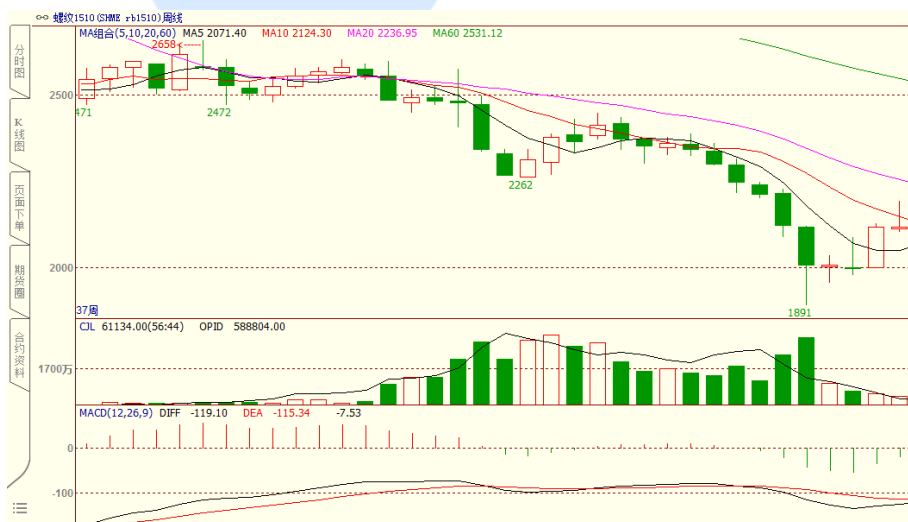 螺纹1510(SHME rb1510)周线
MA组合(5,10,20,60) MA5 2071.40 MA10 2124.30 MA20 2236.95 MA60 2531.12
2658
2500
471
2472
2262
2000
1891
37周
CJL 61134.00(56:44) OPID 588804.00
1700万
MACD(12,26,9) DIFF -119.10 DEA -115.34 -7.53
0
-100
分时图
K线图
页面下单
期货圈
合约资料